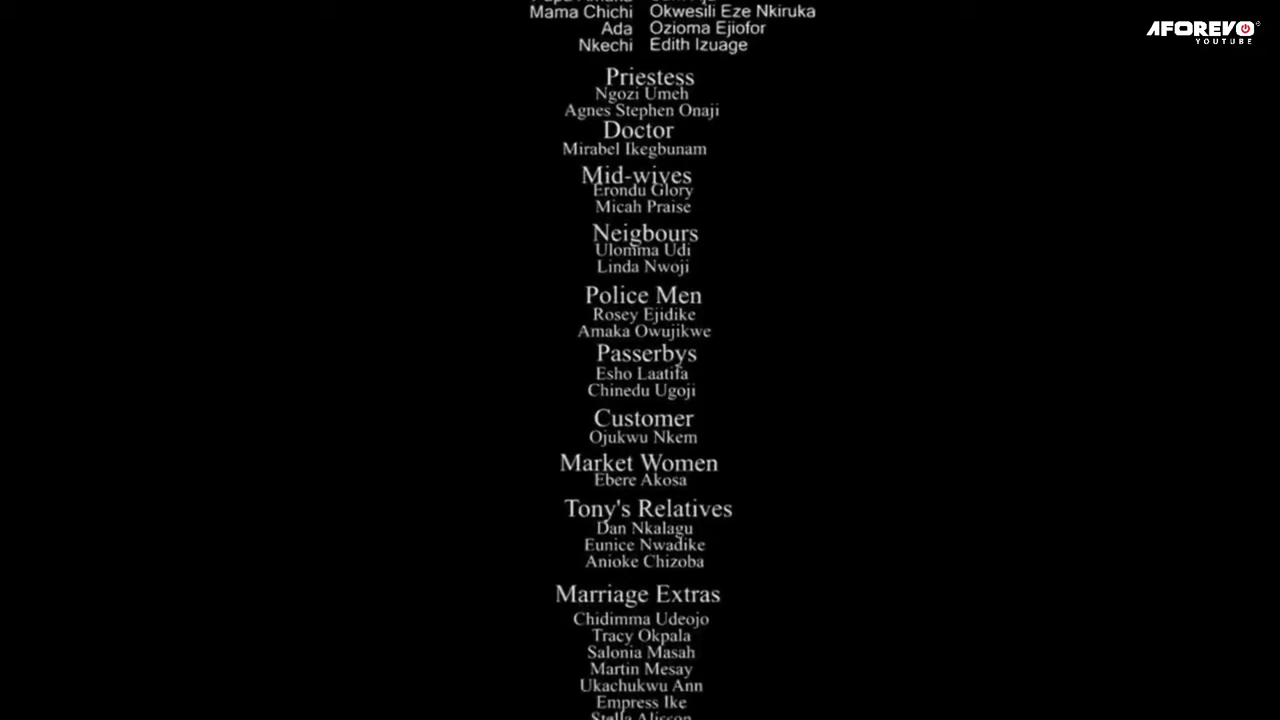 Mama Chichi Okwesili Eze Nkiruka
Ada Ozioma Ejiofor
Nkechi Edith Izuage
AFOREVO
YOUTUBE
Priestess
Ngozi Umeh
Agnes Stephen Onaji
Doctor
Mirabel Ikegbunam
Mid-wives
Erondu Glory
Micah Praise
Neigbours
Ulomma Udi
Linda Nwoji
Police Men
Rosey Ejidike
Amaka Owujikwe
Passerbys
Esho Laatifa
Chinedu Ugoji
Customer
Ojukwu Nkem
Market Women
Ebere Akosa
Tony's Relatives
Dan Nkalagu
Eunice Nwadike
Anioke Chizoba
Marriage Extras
Chidimma Udeojo
Tracy Okpala
Salonia Masah
Martin Mesay
Ukachukwu Ann
Empress Ike
Stella Alisson